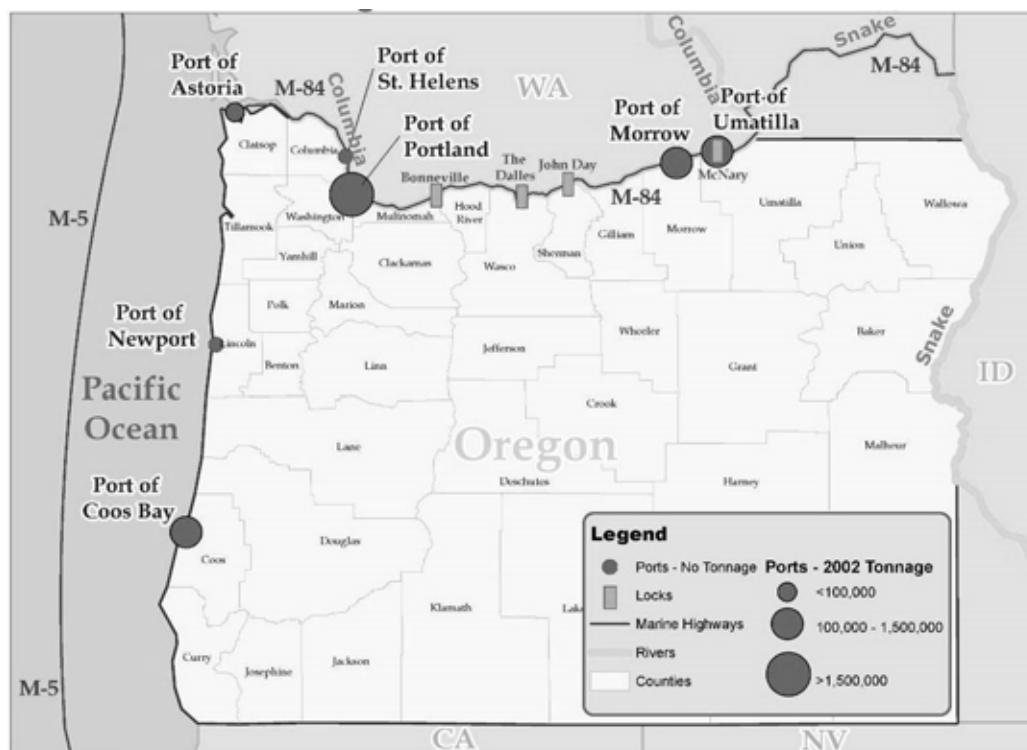 Port of
Astoria
M-84
Columbia
Port of
St. Helens
WA
Columbia
Snake
M-84
Port of
Portland
Port of
Morrow
Port of
Umatilla
Clatsop
Columbia
Bonneville
The
Dalles
John Day
M-84
McNary
M-5
Tillamook
Washington
Multnomah
Hood
River
Gilliam
Morrow
Umatilla
Wallowa
Union
Yamhill
Clackamas
Wasco
Sherman
Polk
Marion
Wheeler
Baker
Snake
Port of
Newport
Lincoln
Benton
Linn
Jefferson
Grant
ID
Pacific
Ocean
Crook
Oregon
Lane
Malheur
Port of
Coos Bay
Deschutes
Harney
Coos
Douglas
Klamath
Lake
Curry
Josephine
Jackson
M-5
CA
NV
Legend
Ports - No Tonnage
Locks
Marine Highways
Rivers
Counties
Ports - 2002 Tonnage
<100,000
100,000 - 1,500,000
>1,500,000